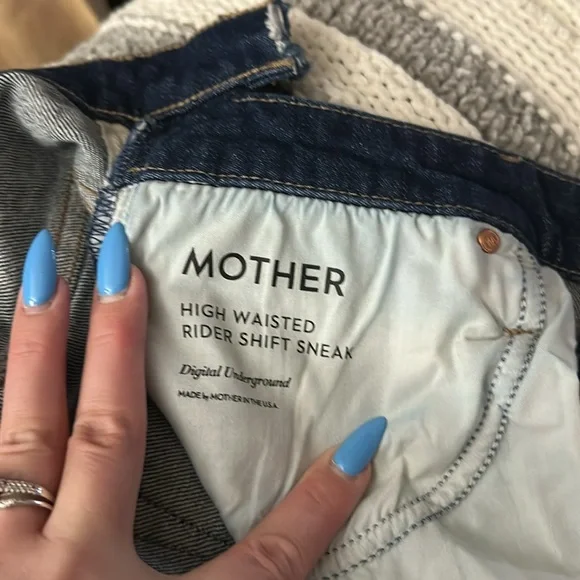 MOTHER
HIGH WAISTED
RIDER SHIFT SNEAK
Digital Underground
MADE by MOTHER IN THE U.S.A.